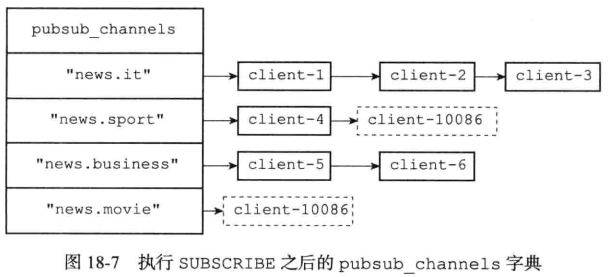 pubsub_channels
"news.it" client-1 client-2 client-3
"news.sport" client-4 client-10086
"news.business" client-5 client-6
"news.movie" client-10086
图 18-7 执行 SUBSCRIBE 之后的 pubsub_channels 字典